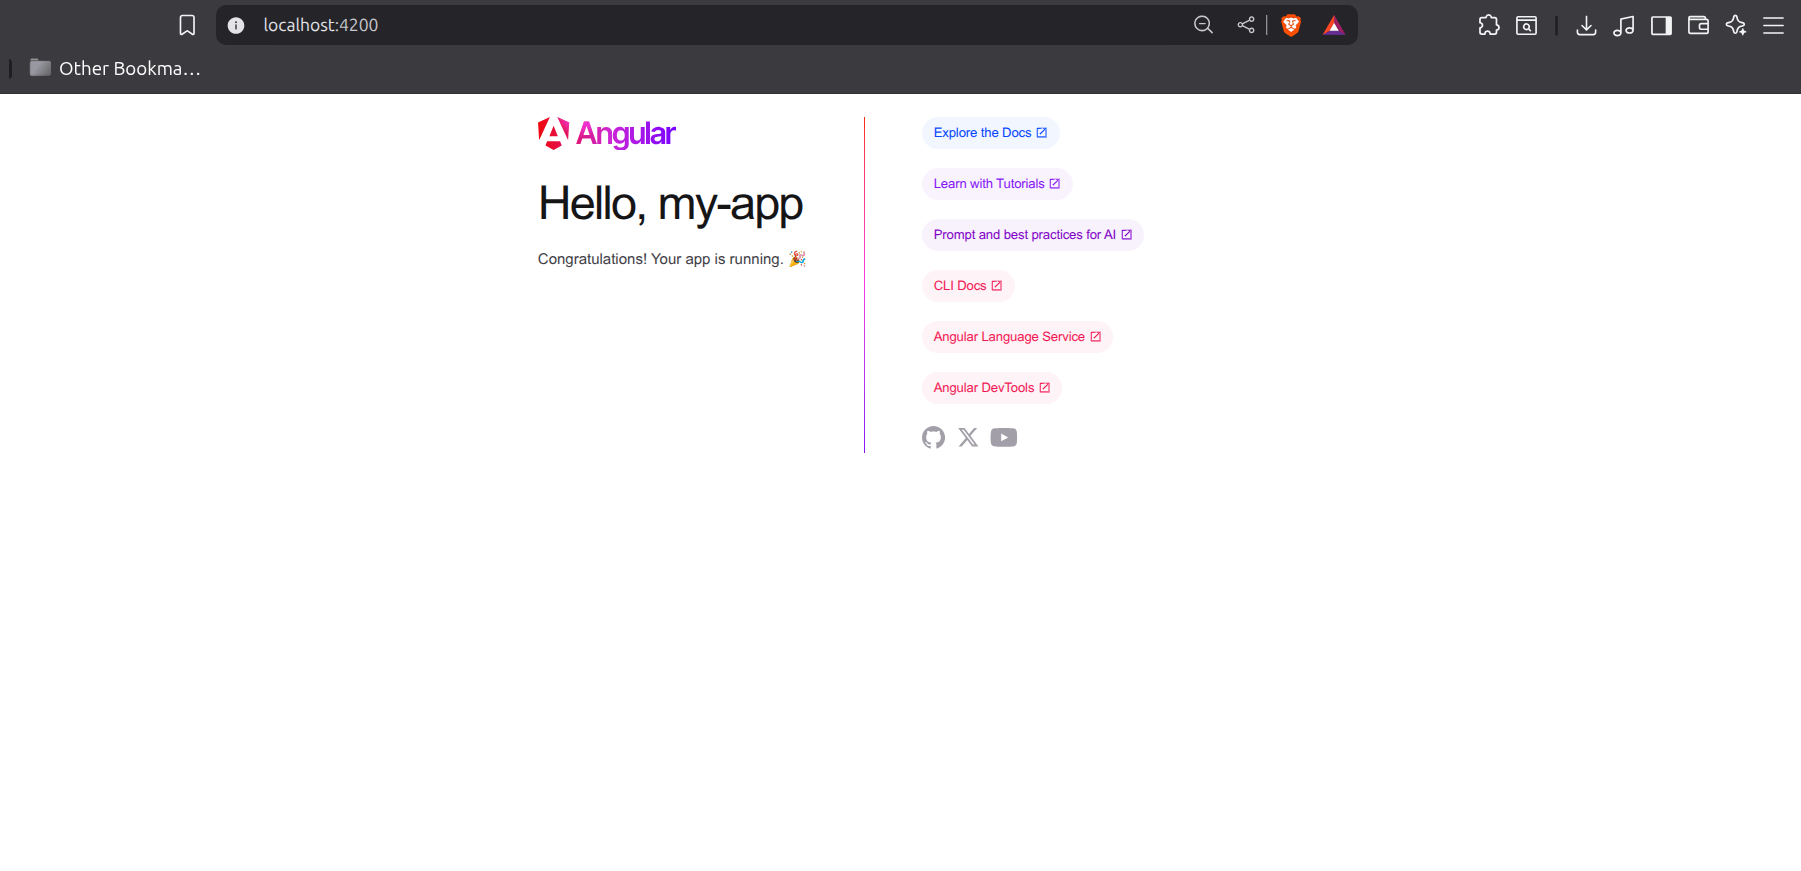 localhost:4200
Other Bookma...
Angular
Hello, my-app
Congratulations! Your app is running. 🎉
Explore the Docs
Learn with Tutorials
Prompt and best practices for AI
CLI Docs
Angular Language Service
Angular DevTools